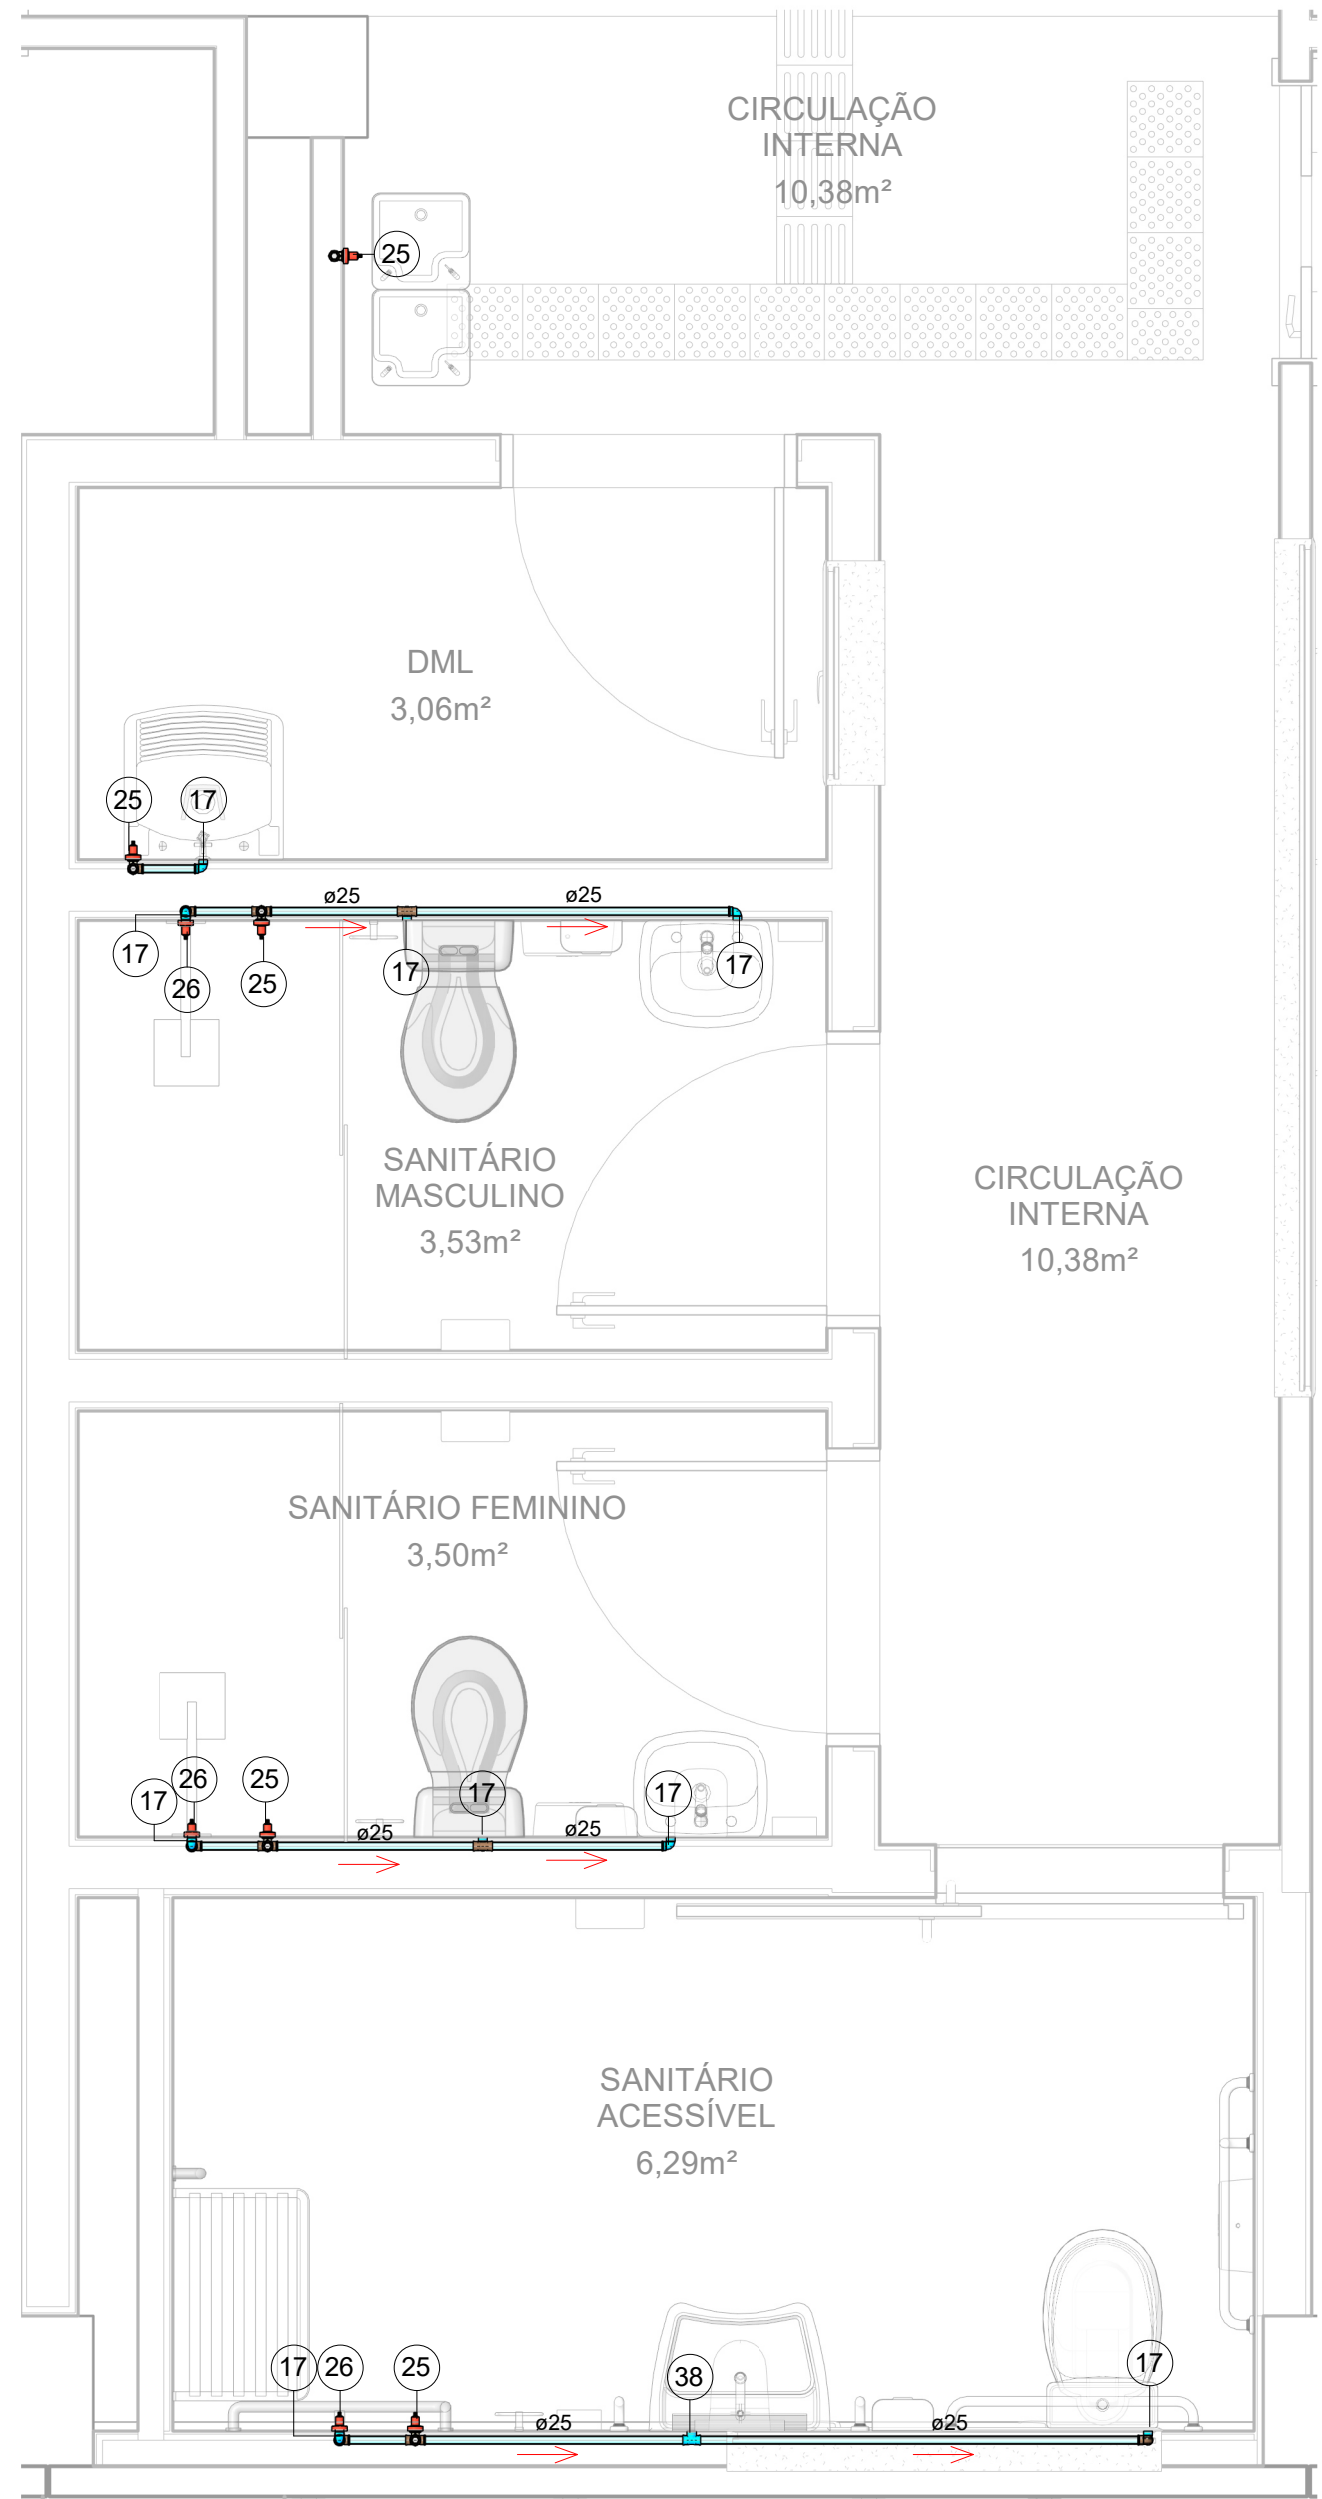 CIRCULAÇÃO
INTERNA
10,38m²
25
DML
3,06m²
25
17
ø25
ø25
17
26
25
17
17
SANITÁRIO
MASCULINO
3,53m²
CIRCULAÇÃO
INTERNA
10,38m²
SANITÁRIO FEMININO
3,50m²
17
26
25
17
17
ø25
ø25
SANITÁRIO
ACESSÍVEL
6,29m²
17
26
25
38
17
ø25
ø25